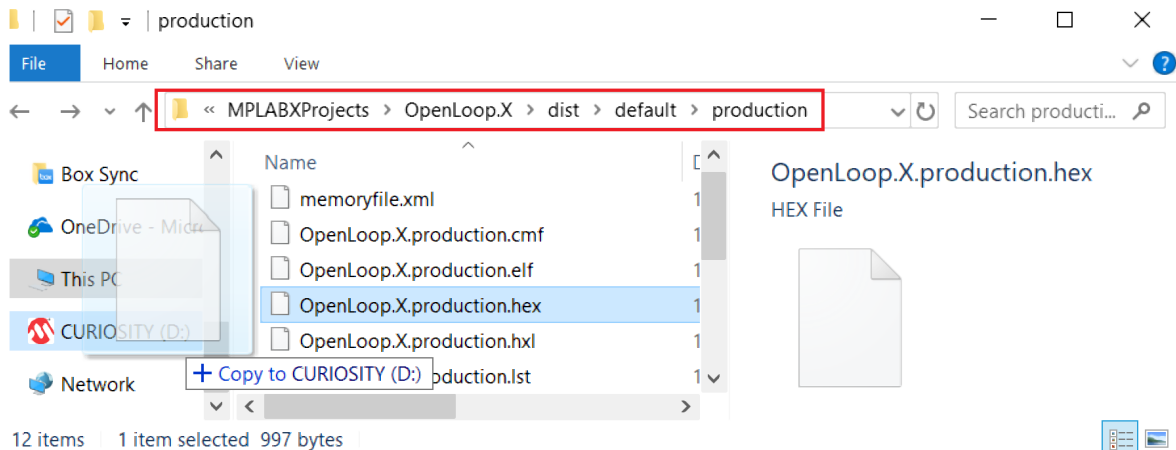 production
File Home Share View
« MPLABXProjects > OpenLoop.X > dist > default > production
Search producti...
Box Sync
OneDrive - Micr
This PC
CURIOSITY (D:)
Network
Name
memoryfile.xml
OpenLoop.X.production.cmf
OpenLoop.X.production.elf
OpenLoop.X.production.hex
OpenLoop.X.production.hxl
oduction.lst
+ Copy to CURIOSITY (D:)
OpenLoop.X.production.hex
HEX File
12 items 1 item selected 997 bytes